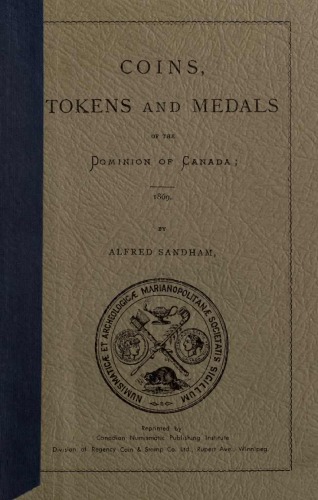 COINS,
TOKENS AND MEDALS
OF THE
DOMINION OF CANADA;
1869,
BY
ALFRED SANDHAM,
NUMISMATICÆ ET ARCHEOLOGICÆ MARIANOPOLITANÆ SOCIETATIS SIGILLUM
Reprinted by
Canadian Numismatic Publishing Institute
Division of Regency Coin & Stamp Co. Ltd., Rupert Ave., Winnipeg